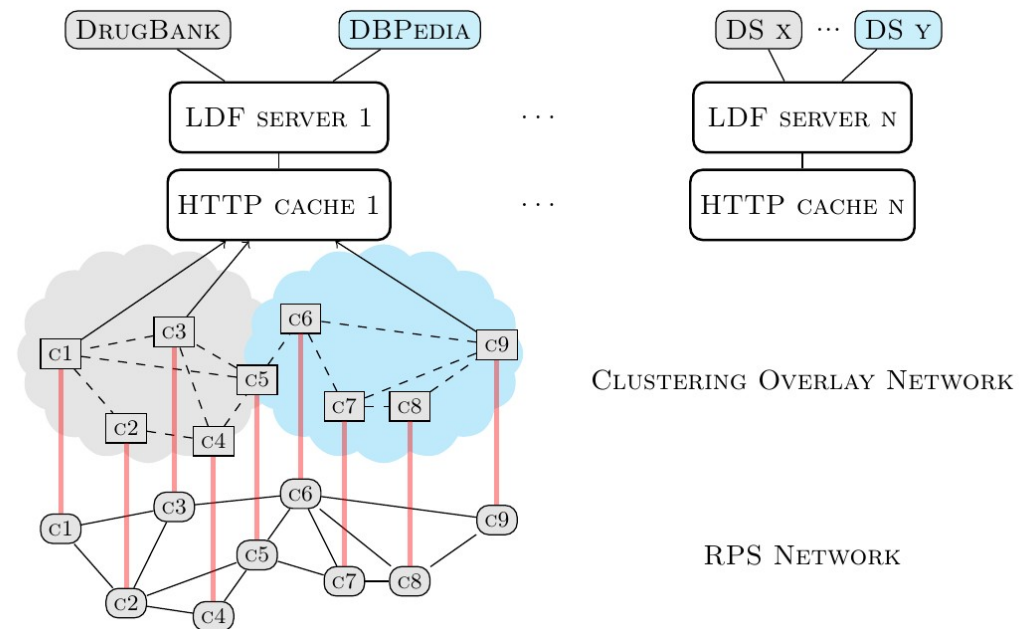 DrugBank DBPedia DS x ... DS y
LDF server 1 ... LDF server n
HTTP cache 1 ... HTTP cache n
c6
c3
c9
c1
c5
Clustering Overlay Network
c7 c8
c2
c4
c6
c3
c9
c1
c5
RPS Network
c7 c8
c2
c4